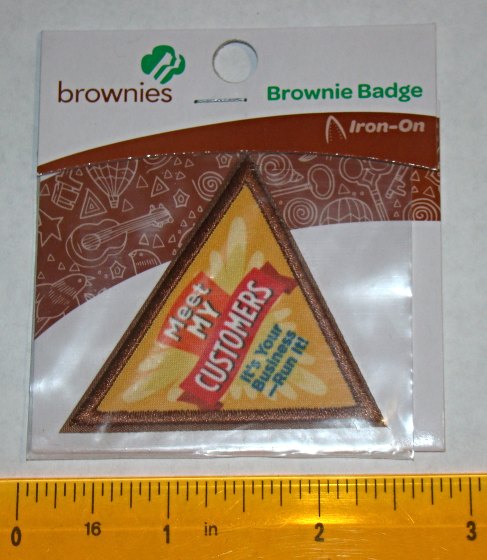 brownies
Brownie Badge
Iron-On
Meet
MY
CUSTOMERS
It's Your
Business
—Run It!
0 16 1 in 2 3